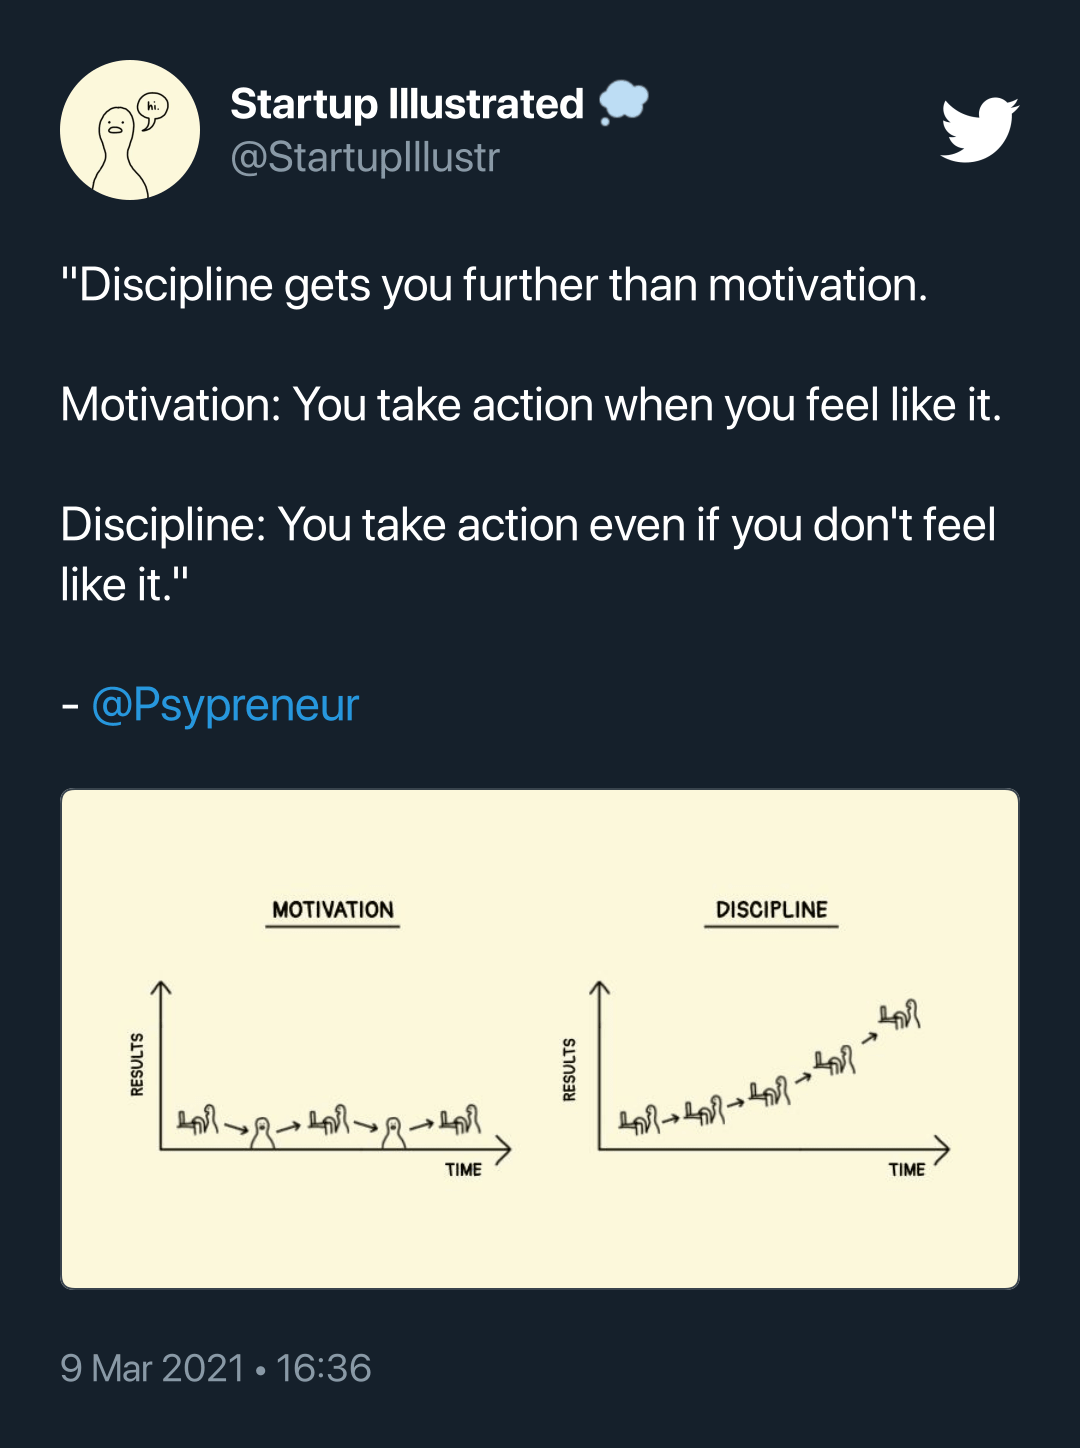 hi.
Startup Illustrated
@StartupIllustr
"Discipline gets you further than motivation.
Motivation: You take action when you feel like it.
Discipline: You take action even if you don't feel
like it."
- @Psypreneur
MOTIVATION
RESULTS
TIME
DISCIPLINE
RESULTS
TIME
9 Mar 2021 • 16:36